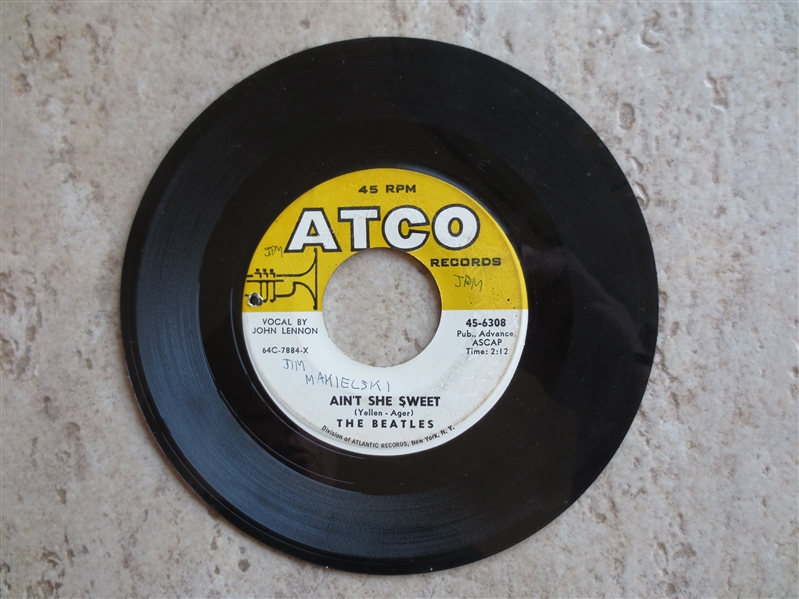 45 RPM
ATCO
RECORDS
JIM
JRM
VOCAL BY
JOHN LENNON
45-6308
Pub., Advance
ASCAP
Time: 2:12
64C-7884-X
JIM
MAKIELSKI
AIN'T SHE SWEET
(Yellen - Ager)
THE BEATLES
Division of ATLANTIC RECORDS, New York, N. Y.